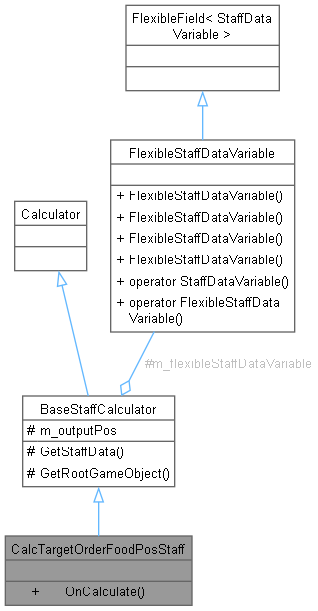 FlexibleField< StaffData
Variable >
FlexibleStaffDataVariable
+ FlexibleStaffDataVariable()
+ FlexibleStaffDataVariable()
+ FlexibleStaffDataVariable()
+ FlexibleStaffDataVariable()
+ operator StaffDataVariable()
+ operator FlexibleStaffData
Variable()
Calculator
#m_flexibleStaffDataVariable
BaseStaffCalculator
# m_outputPos
# GetStaffData()
# GetRootGameObject()
CalcTargetOrderFoodPosStaff
+ OnCalculate()